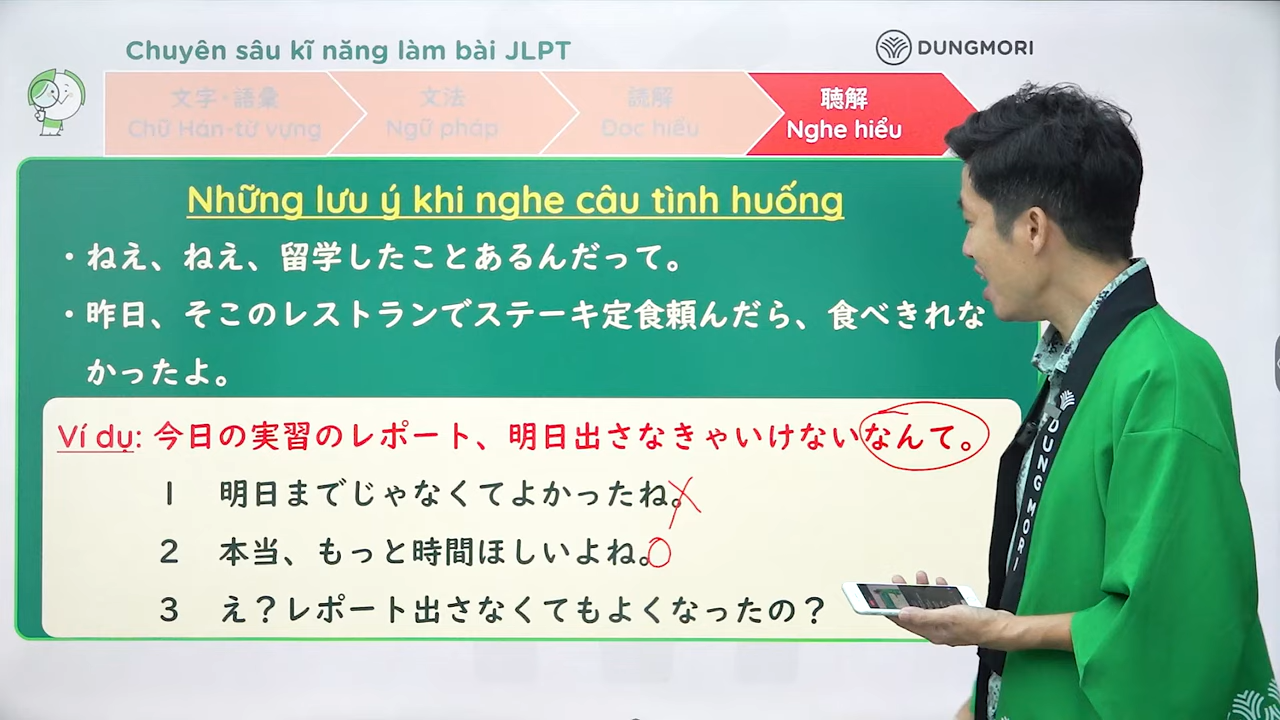 Chuyên sâu kĩ năng làm bài JLPT
DUNGMORI
文字・語彙
Chữ Hán-từ vựng
文法
Ngữ pháp
読解
Đọc hiểu
聴解
Nghe hiểu
Những lưu ý khi nghe câu tình huống
・ねえ、ねえ、留学したことあるんだって。
・昨日、そこのレストランでステーキ定食頼んだら、食べきれな
かったよ。
Ví dụ: 今日の実習のレポート、明日出さなきゃいけないなんて。
1 明日までじゃなくてよかったね。
2 本当、もっと時間ほしいよね。
3 え?レポート出さなくてもよくなったの?
DUNGMORI